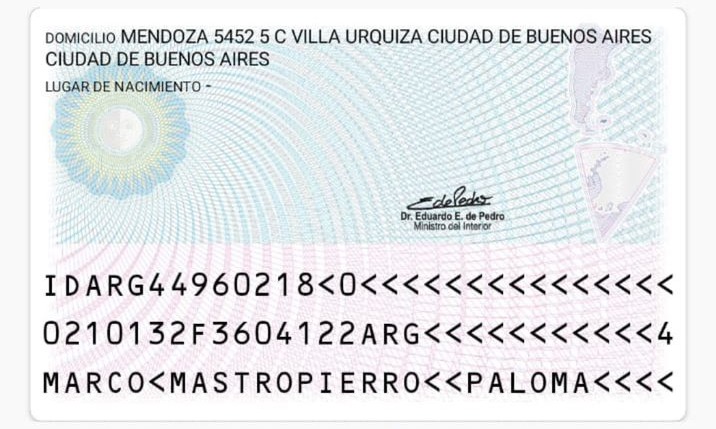 DOMICILIO MENDOZA 5452 5 C VILLA URQUIZA CIUDAD DE BUENOS AIRES
CIUDAD DE BUENOS AIRES
LUGAR DE NACIMIENTO -
Dr. Eduardo E. de Pedro
Ministro del Interior
IDARG44960218<0<<<<<<<<<<<<<<<
0210132F3604122ARG<<<<<<<<<<<4
MARCO<MASTROPIERRO<<PALOMA<<<<